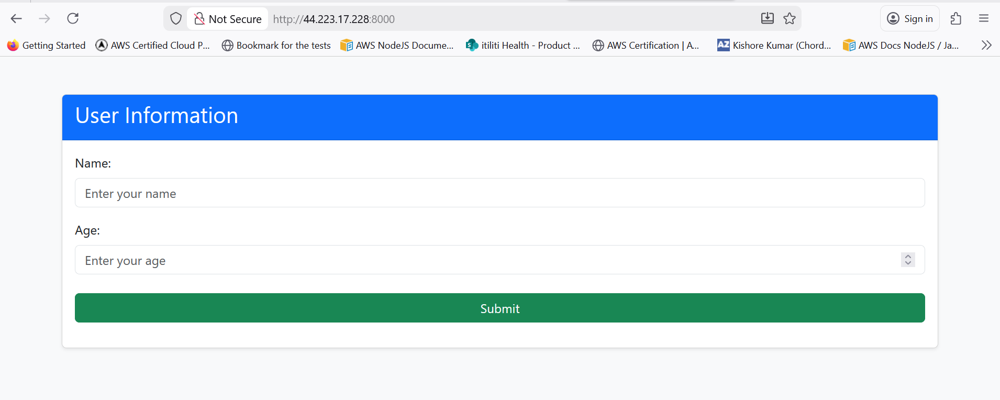 Not Secure http://44.223.17.228:8000 Sign in
Getting Started AWS Certified Cloud P... Bookmark for the tests AWS NodeJS Docume... itiliti Health - Product ... AWS Certification | A... Kishore Kumar (Chord... AWS Docs NodeJS / Ja...
User Information
Name:
Enter your name
Age:
Enter your age
Submit